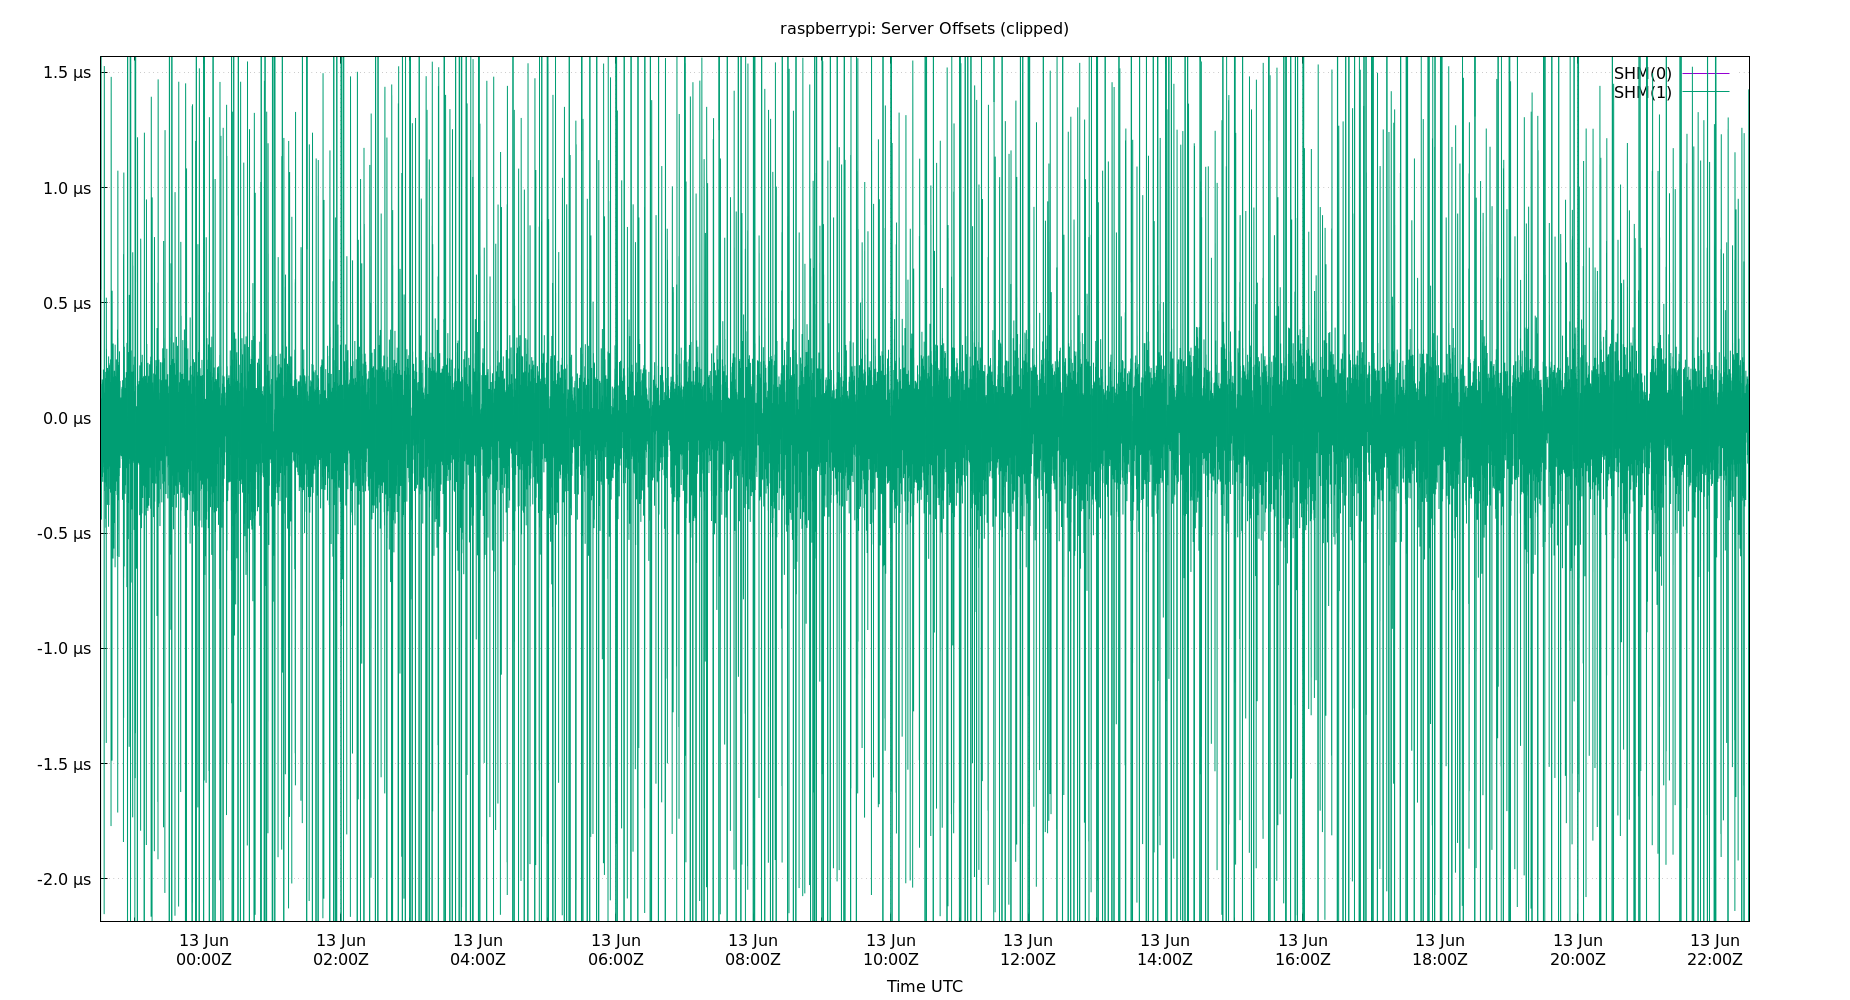 raspberrypi: Server Offsets (clipped)
1.5 µs
1.0 µs
0.5 µs
0.0 µs
-0.5 µs
-1.0 µs
-1.5 µs
-2.0 µs
SHM(0)
SHM(1)
13 Jun 13 Jun 13 Jun 13 Jun 13 Jun 13 Jun 13 Jun 13 Jun 13 Jun 13 Jun 13 Jun 13 Jun
00:00Z 02:00Z 04:00Z 06:00Z 08:00Z 10:00Z 12:00Z 14:00Z 16:00Z 18:00Z 20:00Z 22:00Z
Time UTC